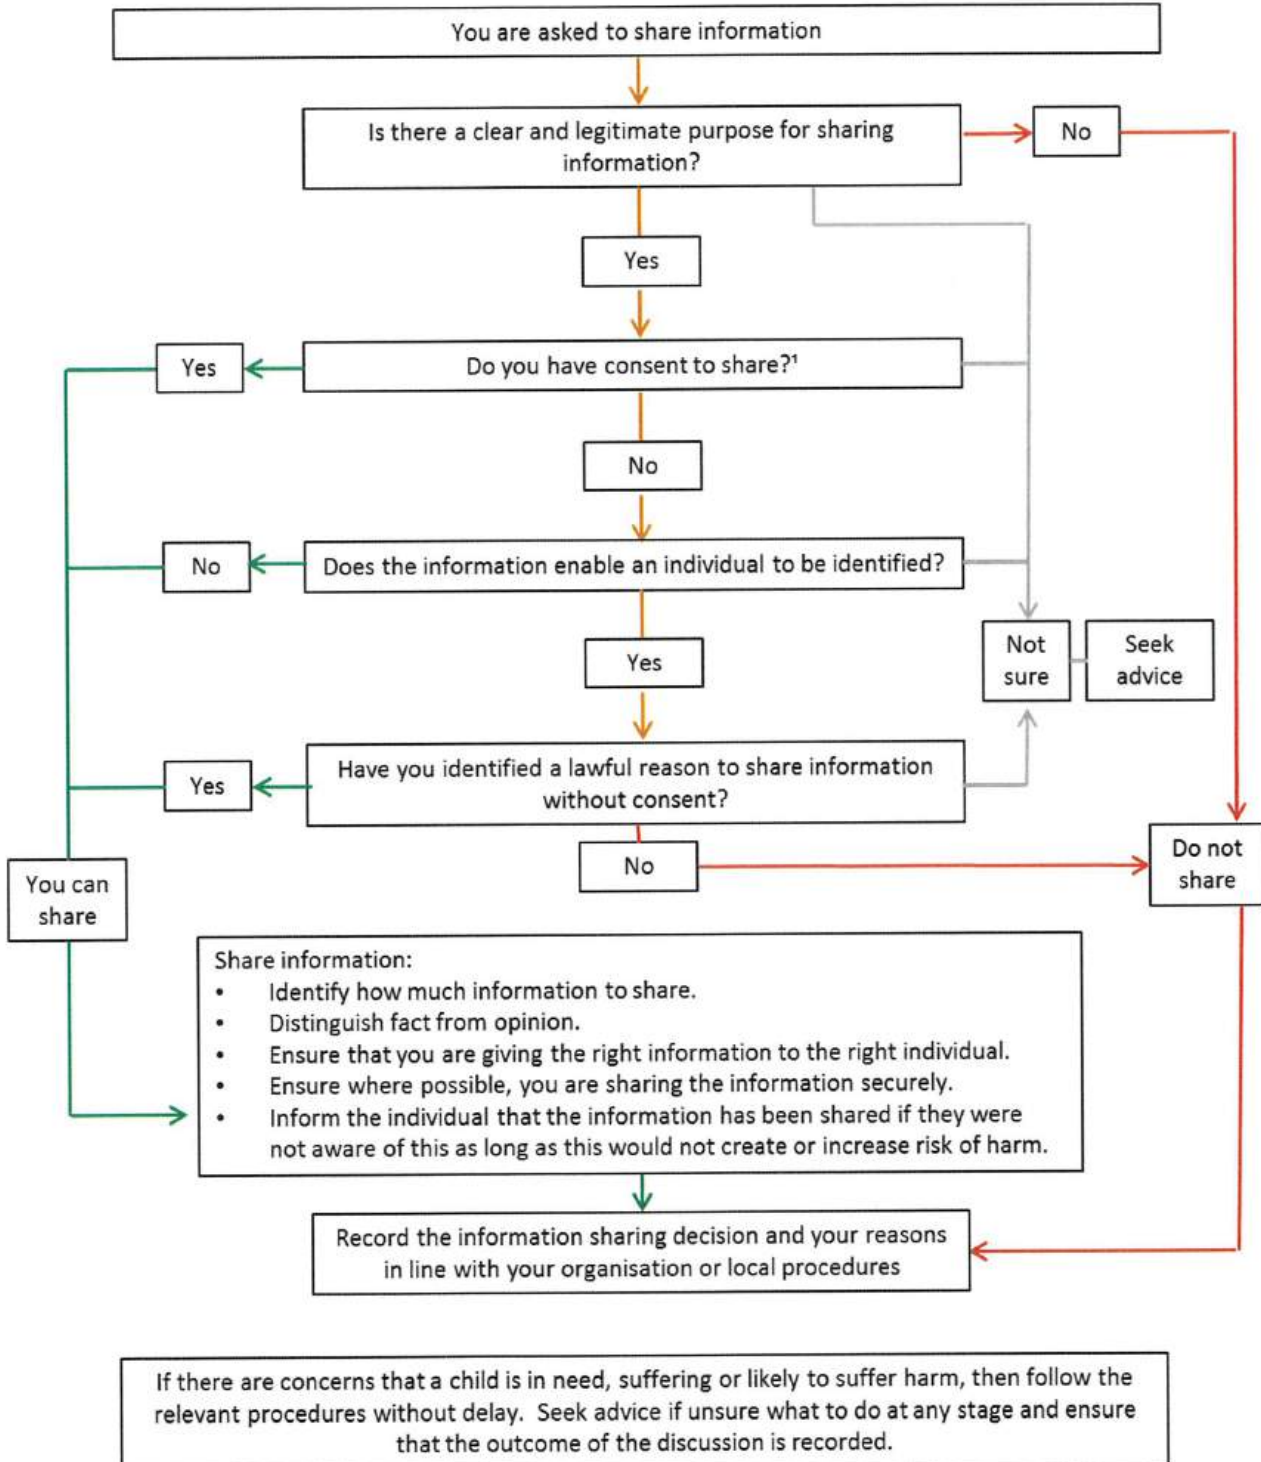 You are asked to share information
Is there a clear and legitimate purpose for sharing
information?
No
Yes
Yes
Do you have consent to share?¹
No
No
Does the information enable an individual to be identified?
Not
sure
Seek
advice
Yes
Yes
Have you identified a lawful reason to share information
without consent?
No
Do not
share
You can
share
Share information:
• Identify how much information to share.
• Distinguish fact from opinion.
• Ensure that you are giving the right information to the right individual.
• Ensure where possible, you are sharing the information securely.
• Inform the individual that the information has been shared if they were
not aware of this as long as this would not create or increase risk of harm.
Record the information sharing decision and your reasons
in line with your organisation or local procedures
If there are concerns that a child is in need, suffering or likely to suffer harm, then follow the
relevant procedures without delay. Seek advice if unsure what to do at any stage and ensure
that the outcome of the discussion is recorded.